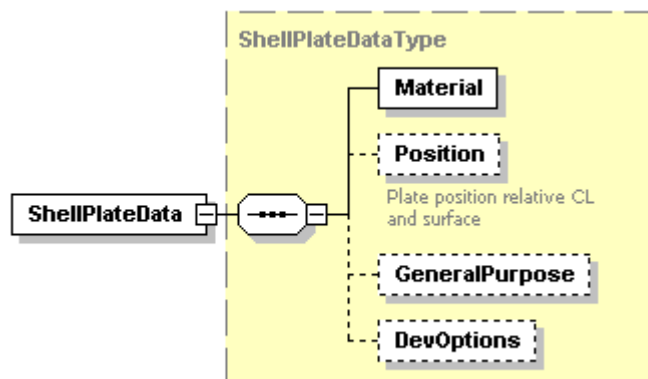 ShellPlateDataType
Material
Position
Plate position relative CL
and surface
ShellPlateData
GeneralPurpose
DevOptions